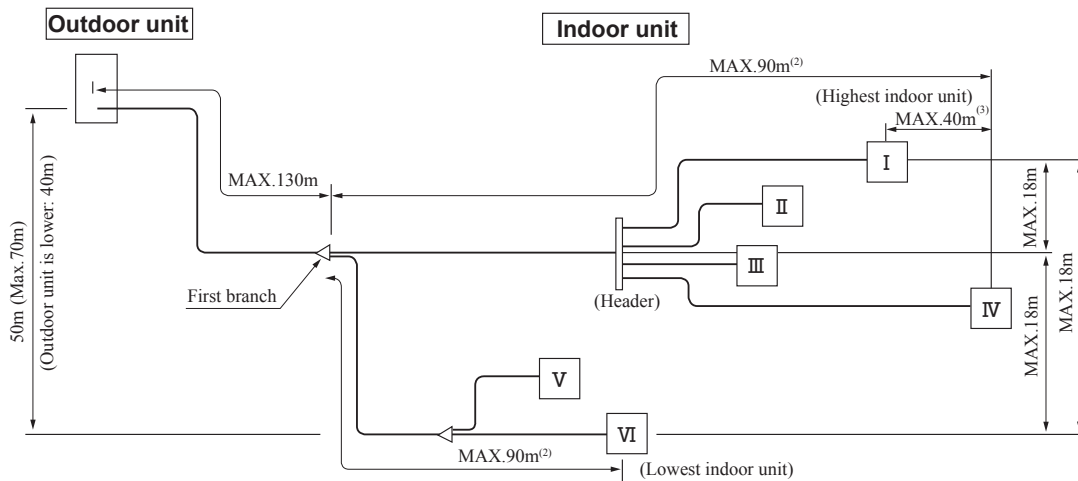 Outdoor unit
Indoor unit
MAX.90m(2)
(Highest indoor unit)
MAX.40m(3)
I
MAX.130m
II
III
IV
First branch
(Header)
50m (Max.70m)
(Outdoor unit is lower: 40m)
MAX.18m
MAX.18m
MAX.18m
V
VI
MAX.90m(2)
(Lowest indoor unit)